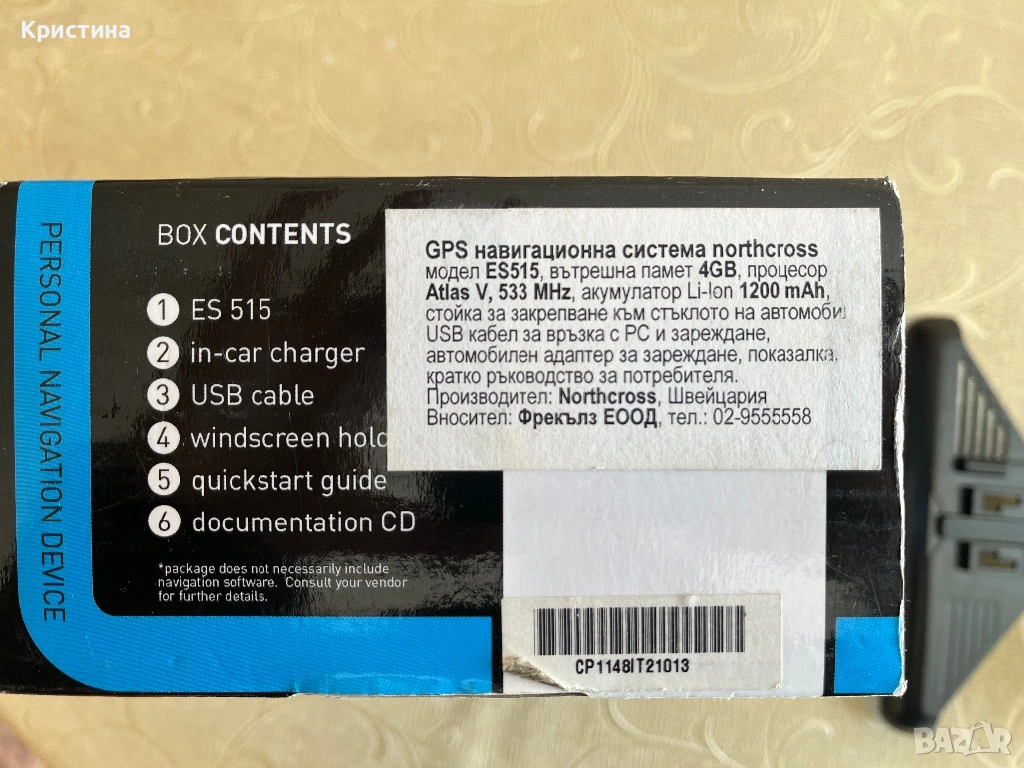 Кристина
PERSONAL NAVIGATION DEVICE
BOX CONTENTS
1 ES 515
2 in-car charger
3 USB cable
4 windscreen
5 quickstart guide
6 documentation CD
*package does not necessarily include
navigation software. Consult your vendor
for further details.
GPS навигационна система northcross
модел ES515, вътрешна памет 4GB, процесор
Atlas V, 533 MHz, акумулатор Li-Ion 1200 mAh,
стойка за закрепване към стъклото на автомоби
USB кабел за връзка с PC и зареждане,
автомобилен адаптер за зареждане, показалка,
кратко ръководство за потребителя.
Производител: Northcross, Швейцария
Вносител: Фрекълз ЕООД, тел.: 02-9555558
CP1148IT21013
BAZAR